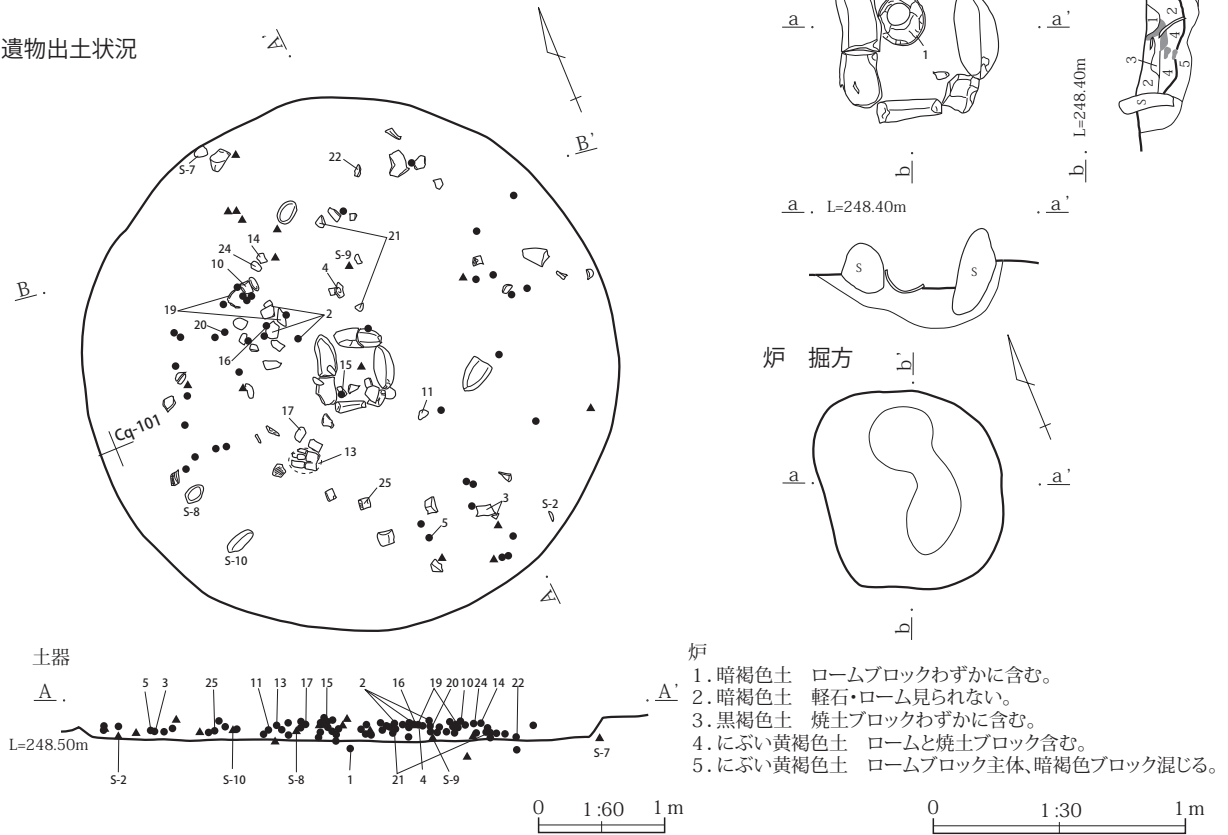 遺物出土状況
A'
B'
22
S-7
21
14
24
S-9
10
4
B
19
2
20
16
15
11
17
Cq-101
13
25
3
S-2
S-8
5
S-10
A
土器
A
5
3
25
11
13
17
15
2
16
19
20
10
24
14
22
A'
L=248.50m
S-2
S-10
S-8
1
21
4
S-9
S-7
0
1:60
1 m
a
a'
1
b
b
L=248.40m
1
2
4
3
5
2
4
S
a
L=248.40m
a'
S
S
炉 掘方
b'
a
a'
b
炉
1.暗褐色土 ロームブロックわずかに含む。
2.暗褐色土 軽石・ローム見られない。
3.黒褐色土 焼土ブロックわずかに含む。
4.にぶい黄褐色土 ロームと焼土ブロック含む。
5.にぶい黄褐色土 ロームブロック主体、暗褐色ブロック混じる。
0
1:30
1 m